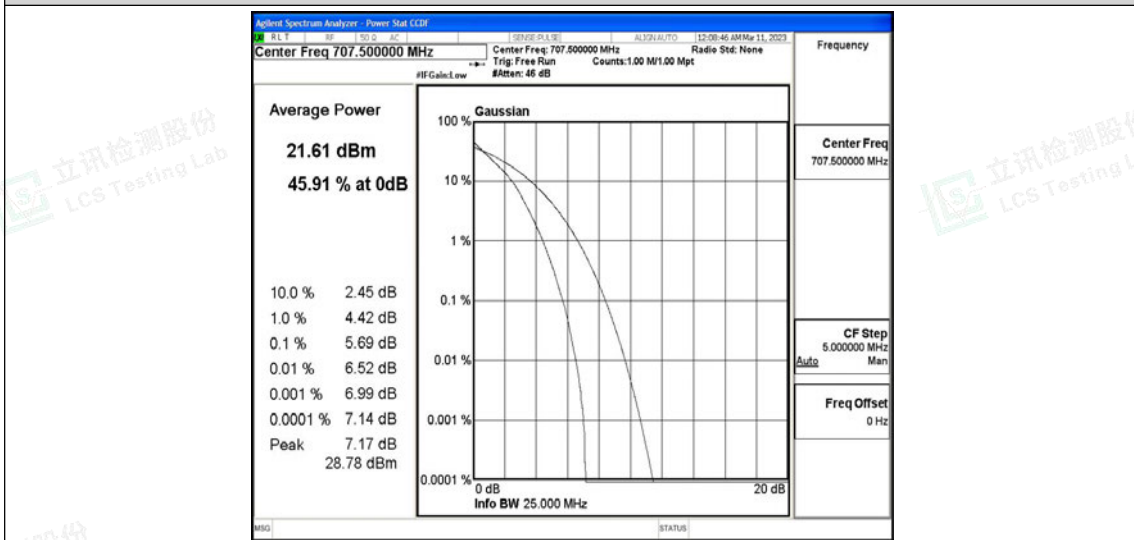 Agilent Spectrum Analyzer - Power Stat CCDF
RLT RF 50 Ω AC SENSE:PULSE ALIGN AUTO 12:08:46 AM Mar 11, 2023
Center Freq 707.500000 MHz
Center Freq: 707.500000 MHz Radio Std: None
Trig: Free Run Counts:1.00 M/1.00 Mpt
#IFGain:Low #Atten: 46 dB
Frequency
Average Power
21.61 dBm
45.91 % at 0dB
10.0 % 2.45 dB
1.0 % 4.42 dB
0.1 % 5.69 dB
0.01 % 6.52 dB
0.001 % 6.99 dB
0.0001 % 7.14 dB
Peak 7.17 dB
28.78 dBm
Gaussian
100 %
10 %
1 %
0.1 %
0.01 %
0.001 %
0.0001 %
0 dB 20 dB
Info BW 25.000 MHz
Center Freq
707.500000 MHz
CF Step
5.000000 MHz
Auto Man
Freq Offset
0 Hz
MSG STATUS
立讯检测股份
LCS Testing Lab
立讯检测股份
LCS Testing L